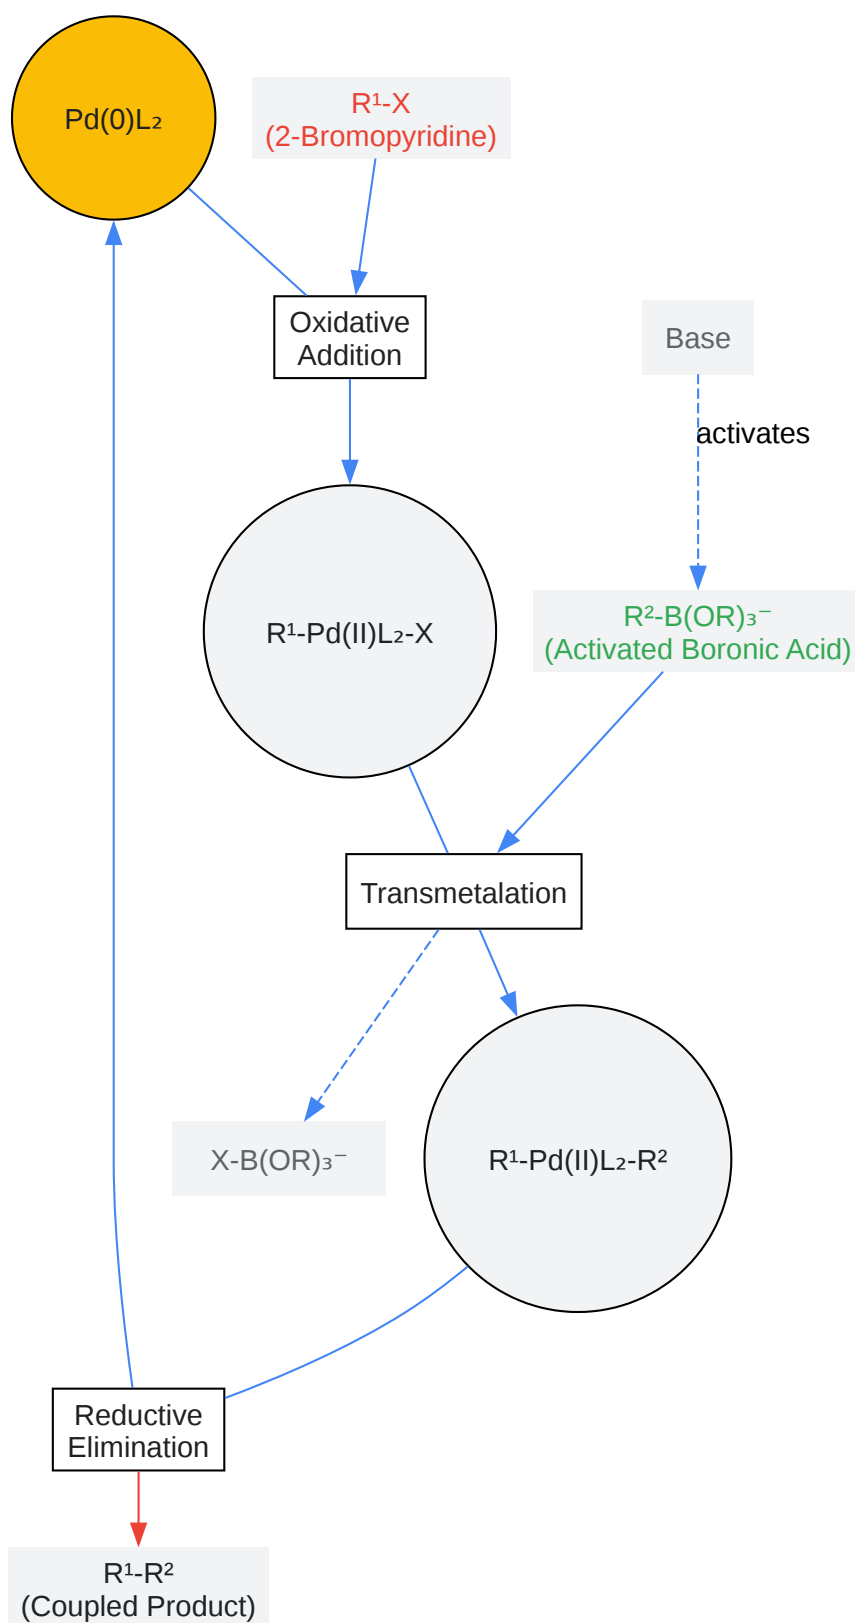 Pd(0)L₂
R¹-X
(2-Bromopyridine)
Oxidative
Addition
Base
activates
R¹-Pd(II)L₂-X
R²-B(OR)₃⁻
(Activated Boronic Acid)
Transmetalation
X-B(OR)₃⁻
R¹-Pd(II)L₂-R²
Reductive
Elimination
R¹-R²
(Coupled Product)